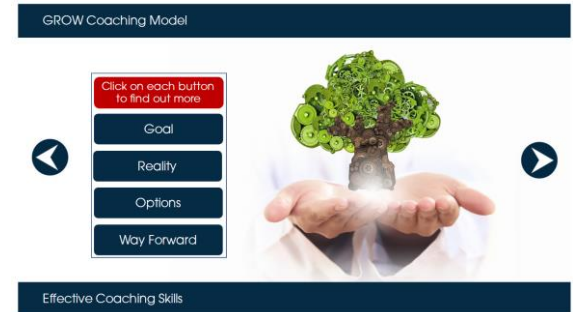 GROW Coaching Model
Click on each button
to find out more
Goal
Reality
Options
Way Forward
Effective Coaching Skills